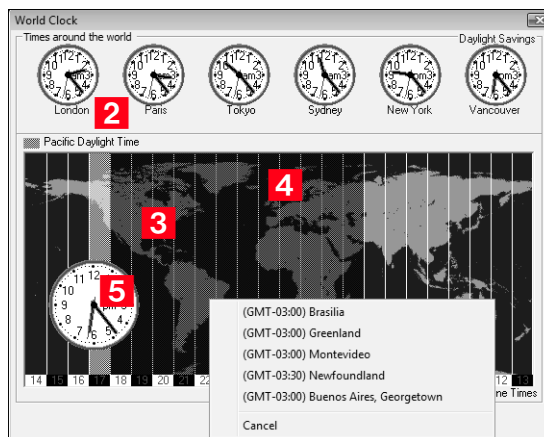 World Clock
Times around the world
Daylight Savings
London
Paris
Tokyo
Sydney
New York
Vancouver
2
Pacific Daylight Time
4
3
5
(GMT-03:00) Brasilia
(GMT-03:00) Greenland
(GMT-03:00) Montevideo
(GMT-03:30) Newfoundland
(GMT-03:00) Buenos Aires, Georgetown
Cancel
14 15 16 17 18 19 20 21 12 13
Times